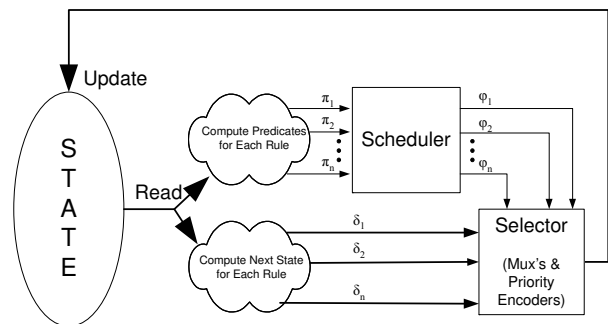 Update
S
T
A
T
E
Read
Compute Predicates
for Each Rule
π1
π2
πn
Scheduler
φ1
φ2
φn
Compute Next State
for Each Rule
δ1
δ2
δn
Selector
(Mux's &
Priority
Encoders)